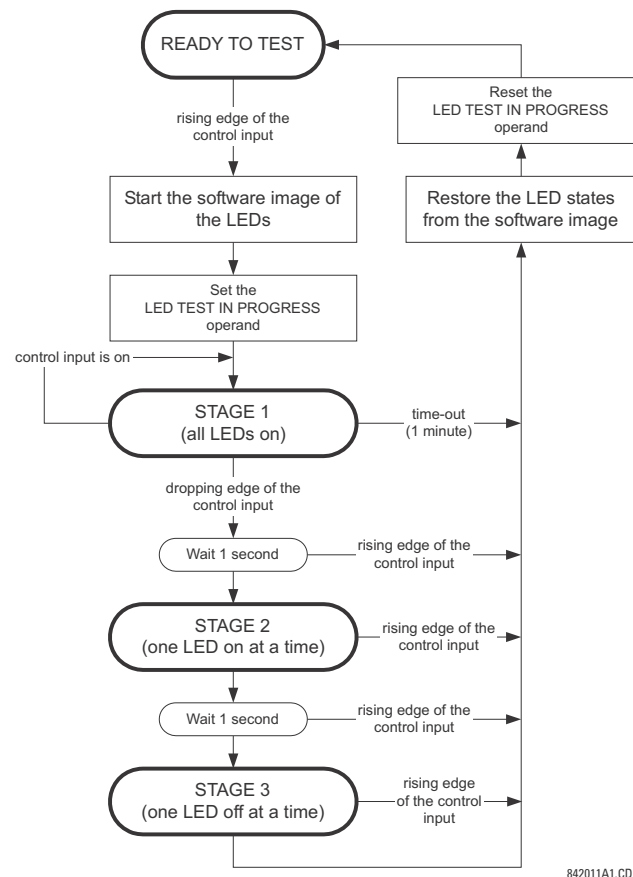 READY TO TEST
rising edge of the
control input
Start the software image of
the LEDs
Set the
LED TEST IN PROGRESS
operand
control input is on
STAGE 1
(all LEDs on)
time-out
(1 minute)
dropping edge of the
control input
Wait 1 second
rising edge of the
control input
STAGE 2
(one LED on at a time)
rising edge of the
control input
Wait 1 second
rising edge of the
control input
STAGE 3
(one LED off at a time)
rising edge
of the control
input
Restore the LED states
from the software image
Reset the
LED TEST IN PROGRESS
operand
842011A1.CD